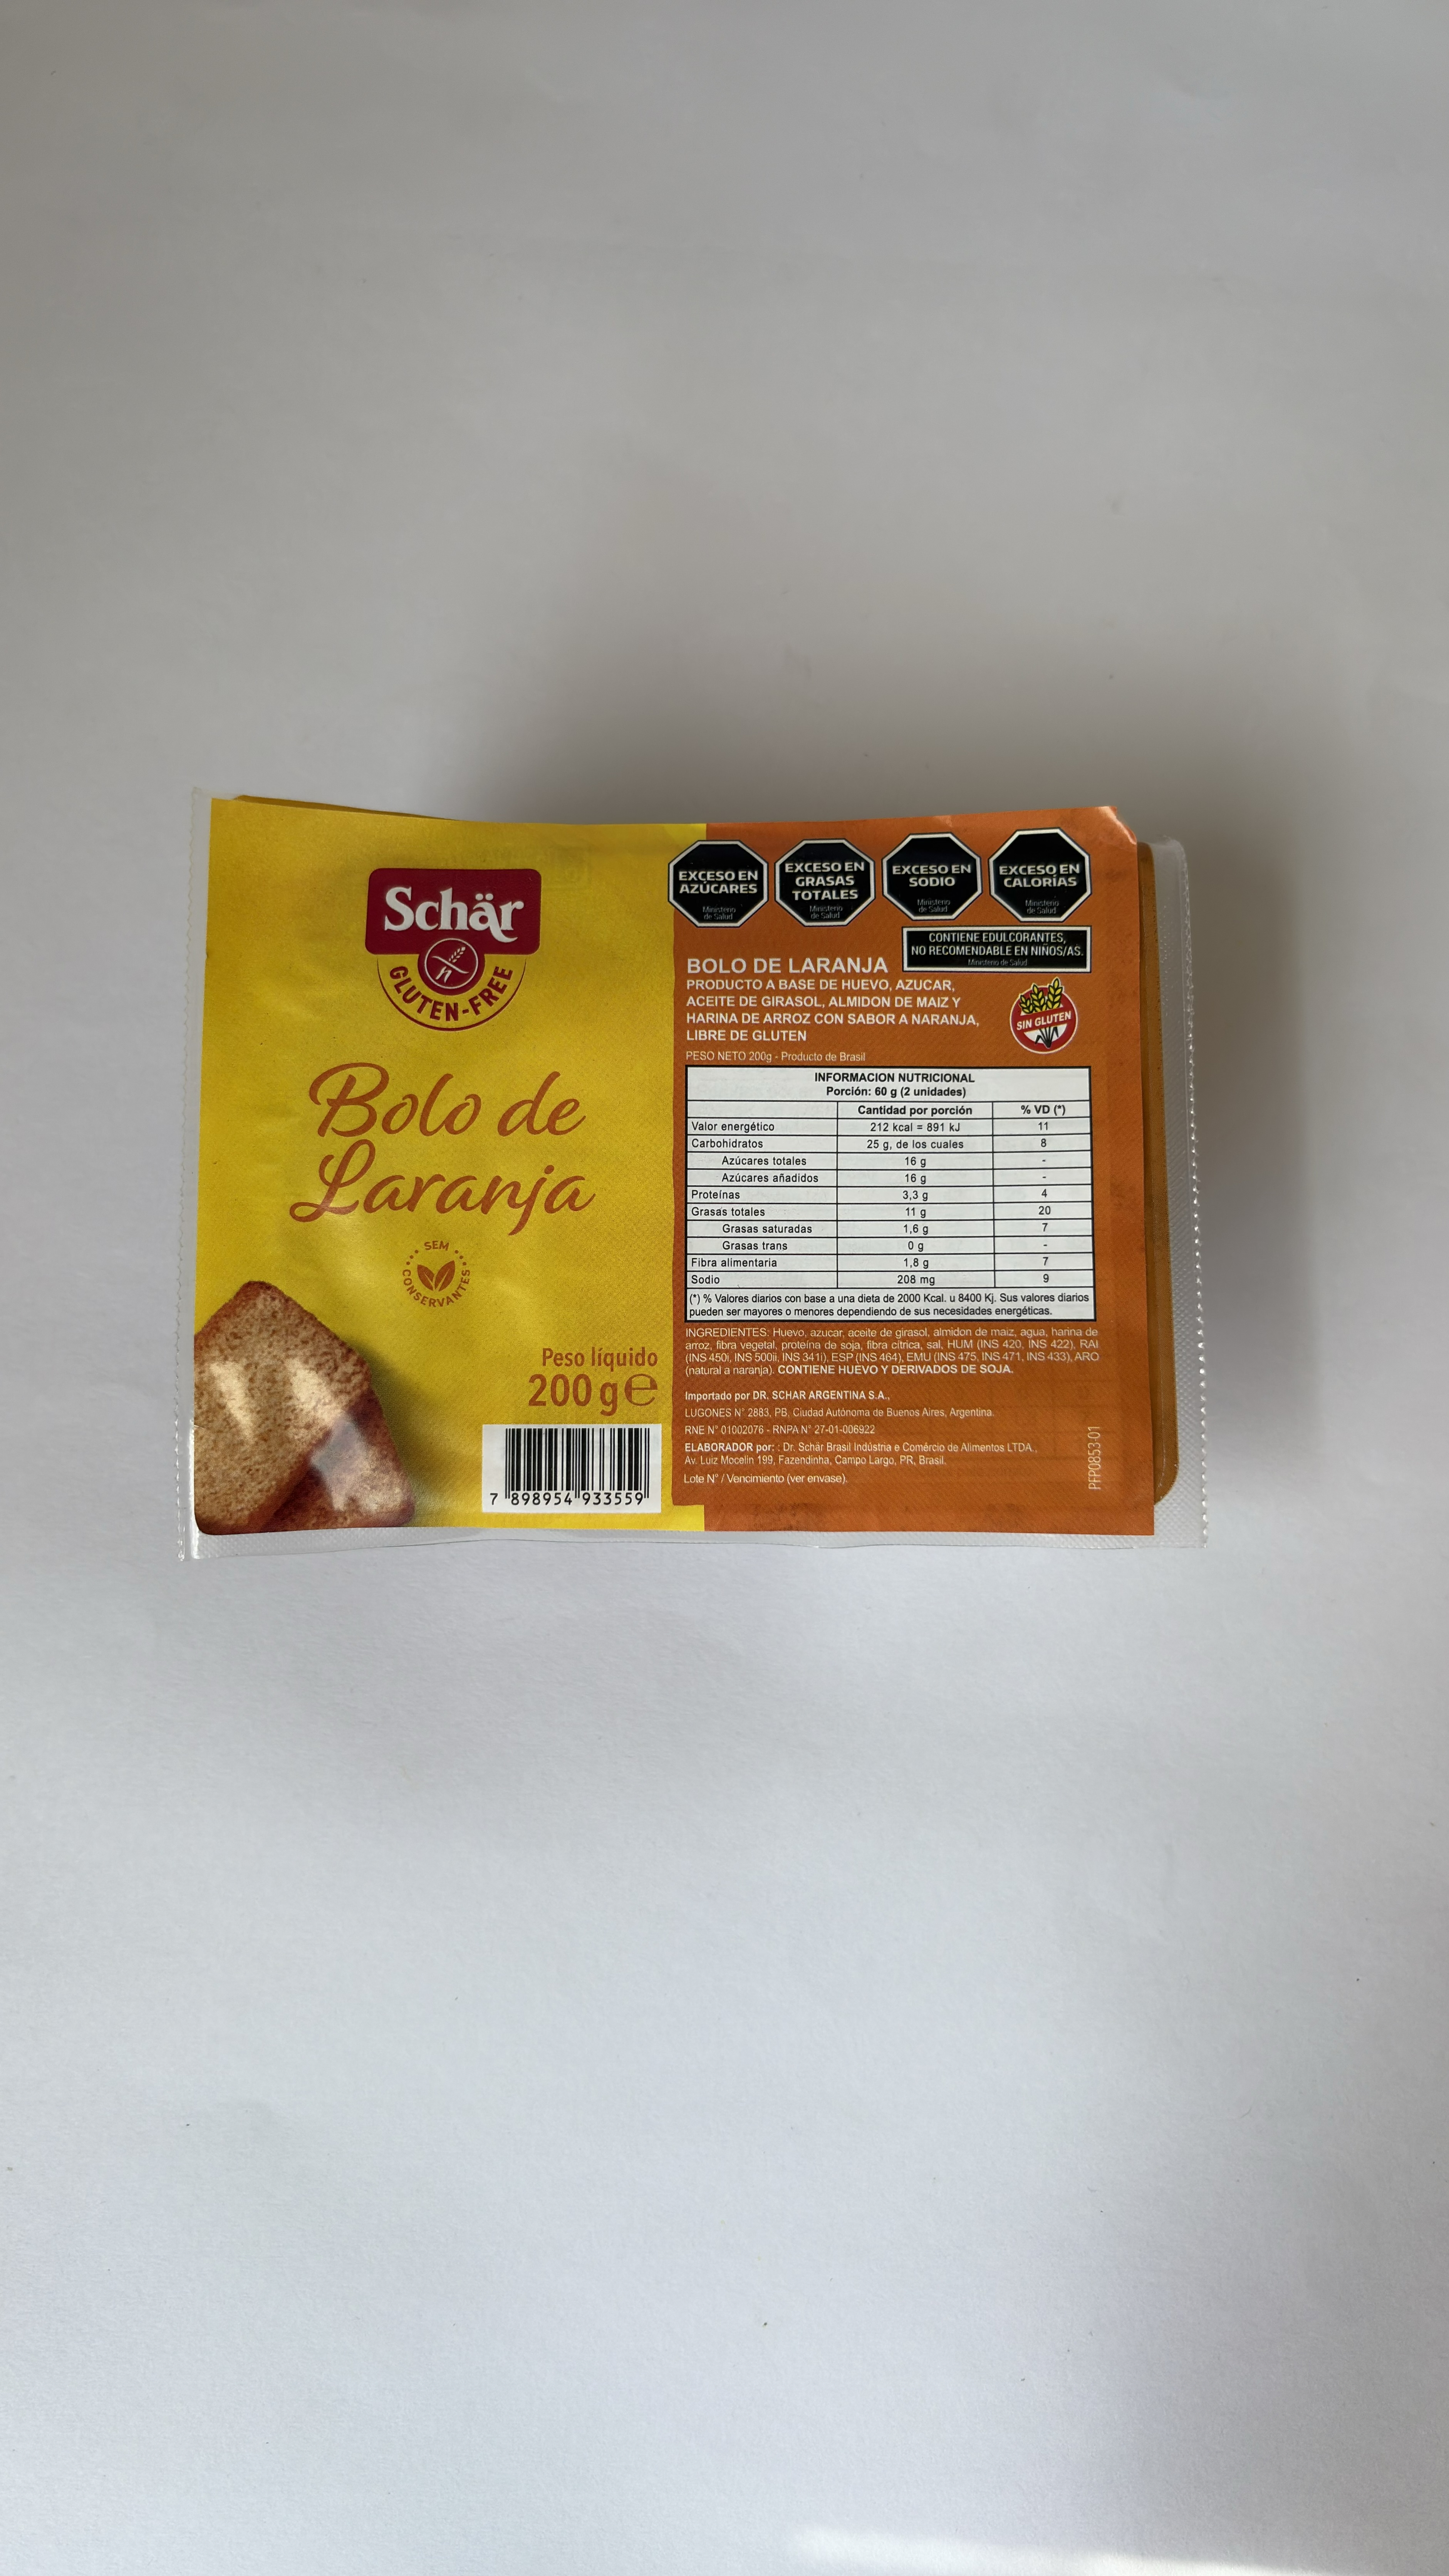 Schär
GLUTEN-FREE
Bolo de
Laranja
SEM
CONSERVANTES
Peso líquido
200 g e
7 898954 933559
EXCESO EN
AZÚCARES
Ministerio
de Salud
EXCESO EN
GRASAS
TOTALES
Ministerio
de Salud
EXCESO EN
SODIO
Ministerio
de Salud
EXCESO EN
CALORÍAS
Ministerio
de Salud
CONTIENE EDULCORANTES,
NO RECOMENDABLE EN NIÑOS/AS.
Ministerio de Salud
BOLO DE LARANJA
PRODUCTO A BASE DE HUEVO, AZUCAR,
ACEITE DE GIRASOL, ALMIDON DE MAIZ Y
HARINA DE ARROZ CON SABOR A NARANJA,
LIBRE DE GLUTEN
SIN GLUTEN
PESO NETO 200g - Producto de Brasil
INFORMACION NUTRICIONAL
Porción: 60 g (2 unidades)
Cantidad por porción % VD (*)
Valor energético 212 kcal = 891 kJ 11
Carbohidratos 25 g, de los cuales 8
Azúcares totales 16 g -
Azúcares añadidos 16 g -
Proteínas 3,3 g 4
Grasas totales 11 g 20
Grasas saturadas 1,6 g 7
Grasas trans 0 g -
Fibra alimentaria 1,8 g 7
Sodio 208 mg 9
(*) % Valores diarios con base a una dieta de 2000 Kcal. u 8400 Kj. Sus valores diarios
pueden ser mayores o menores dependiendo de sus necesidades energéticas.
INGREDIENTES: Huevo, azucar, aceite de girasol, almidon de maiz, agua, harina de
arroz, fibra vegetal, proteína de soja, fibra cítrica, sal, HUM (INS 420, INS 422), RAI
(INS 450i, INS 500ii, INS 341i), ESP (INS 464), EMU (INS 475, INS 471, INS 433), ARO
(natural a naranja). CONTIENE HUEVO Y DERIVADOS DE SOJA.
Importado por DR. SCHAR ARGENTINA S.A.,
LUGONES N° 2883, PB, Ciudad Autónoma de Buenos Aires, Argentina.
RNE N° 01002076 - RNPA N° 27-01-006922
ELABORADOR por: : Dr. Schär Brasil Indústria e Comércio de Alimentos LTDA.,
Av. Luiz Mocelin 199, Fazendinha, Campo Largo, PR, Brasil.
Lote N° / Vencimiento (ver envase).
PFP0853-01